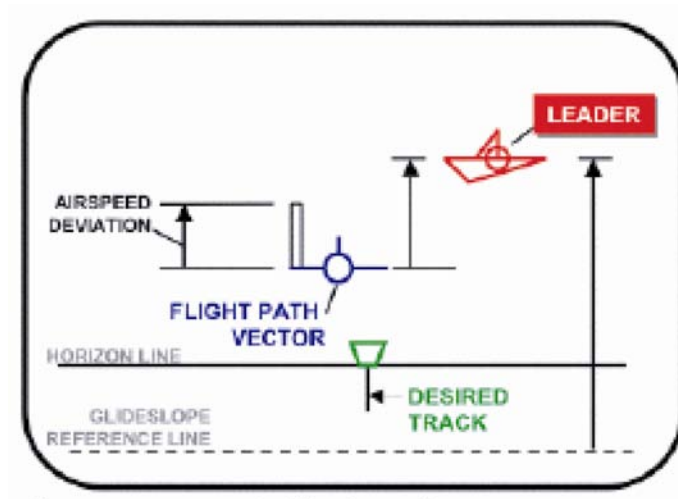 LEADER
AIRSPEED
DEVIATION
FLIGHT PATH
VECTOR
HORIZON LINE
DESIRED
TRACK
GLIDESLOPE
REFERENCE LINE